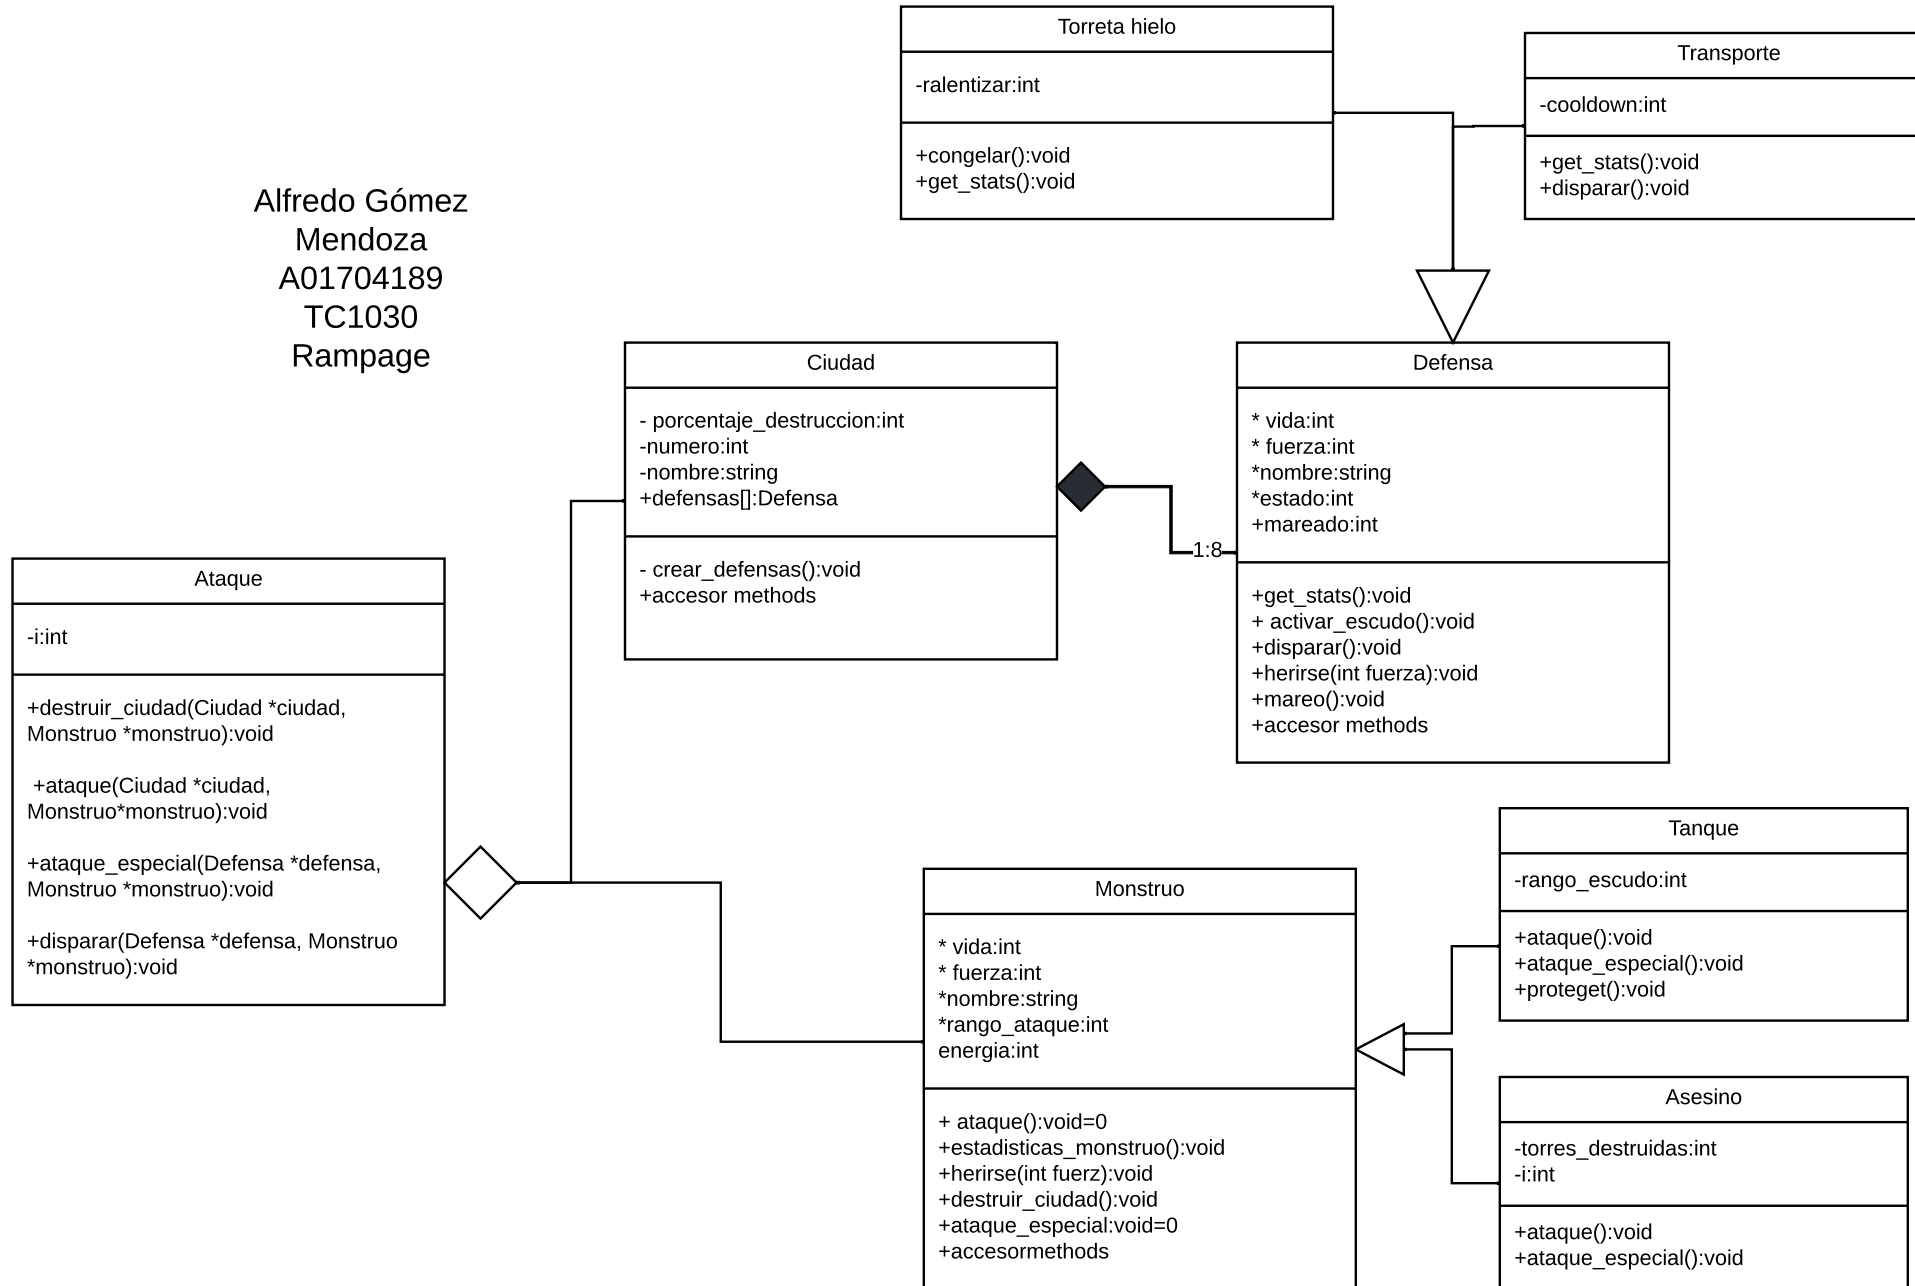 Torreta hielo
-ralentizar:int
+congelar():void
+get_stats():void
Transporte
-cooldown:int
+get_stats():void
+disparar():void
Alfredo Gómez
Mendoza
A01704189
TC1030
Rampage
Ciudad
- porcentaje_destruccion:int
-numero:int
-nombre:string
+defensas[]:Defensa
- crear_defensas():void
+accesor methods
1:8
Defensa
* vida:int
* fuerza:int
*nombre:string
*estado:int
+mareado:int
+get_stats():void
+ activar_escudo():void
+disparar():void
+herirse(int fuerza):void
+mareo():void
+accesor methods
Ataque
-i:int
+destruir_ciudad(Ciudad *ciudad,
Monstruo *monstruo):void
+ataque(Ciudad *ciudad,
Monstruo*monstruo):void
+ataque_especial(Defensa *defensa,
Monstruo *monstruo):void
+disparar(Defensa *defensa, Monstruo
*monstruo):void
Monstruo
* vida:int
* fuerza:int
*nombre:string
*rango_ataque:int
energia:int
+ ataque():void=0
+estadisticas_monstruo():void
+herirse(int fuerz):void
+destruir_ciudad():void
+ataque_especial:void=0
+accesormethods
Tanque
-rango_escudo:int
+ataque():void
+ataque_especial():void
+proteget():void
Asesino
-torres_destruidas:int
-i:int
+ataque():void
+ataque_especial():void